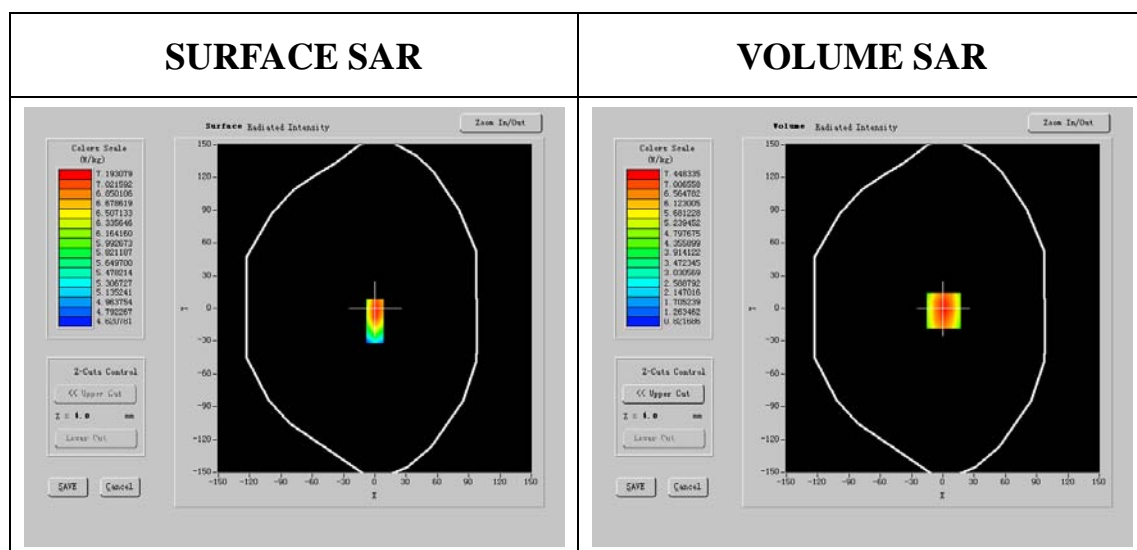 SURFACE SAR
VOLUME SAR
Surface Radiated Intensity
Zoom In/Out
Colors Scale
(W/kg)
7.193079
7.021592
6.850106
6.678619
6.507133
6.335646
6.164160
5.992673
5.821187
5.649700
5.478214
5.306727
5.135241
4.963754
4.792267
4.620781
150
120
90
60
30
0
-30
-60
-90
-120
-150
Y
-150 -120 -90 -60 -30 0 30 60 90 120 150
X
Z-Cuts Control
<< Upper Cut
Z = 4.0 mm
Lower Cut
SAVE Cancel
Volume Radiated Intensity
Zoom In/Out
Colors Scale
(W/kg)
7.448335
7.006558
6.564782
6.123005
5.681228
5.239452
4.797675
4.355899
3.914122
3.472345
3.030569
2.588792
2.147016
1.705239
1.263462
0.821686
150
120
90
60
30
0
-30
-60
-90
-120
-150
Y
-150 -120 -90 -60 -30 0 30 60 90 120 150
X
Z-Cuts Control
<< Upper Cut
Z = 4.0 mm
Lower Cut
SAVE Cancel